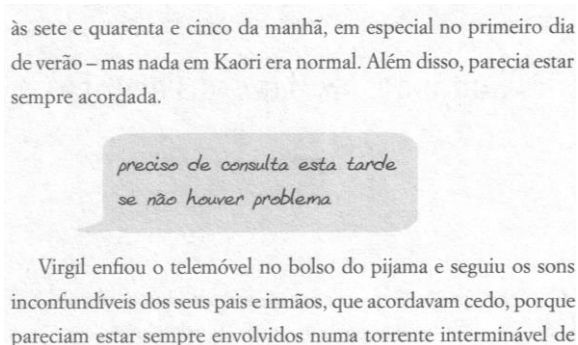 às sete e quarenta e cinco da manhã, em especial no primeiro dia
de verão – mas nada em Kaori era normal. Além disso, parecia estar
sempre acordada.
preciso de consulta esta tarde
se não houver problema
Virgil enfiou o telemóvel no bolso do pijama e seguiu os sons
inconfundíveis dos seus pais e irmãos, que acordavam cedo, porque
pareciam estar sempre envolvidos numa torrente interminável de